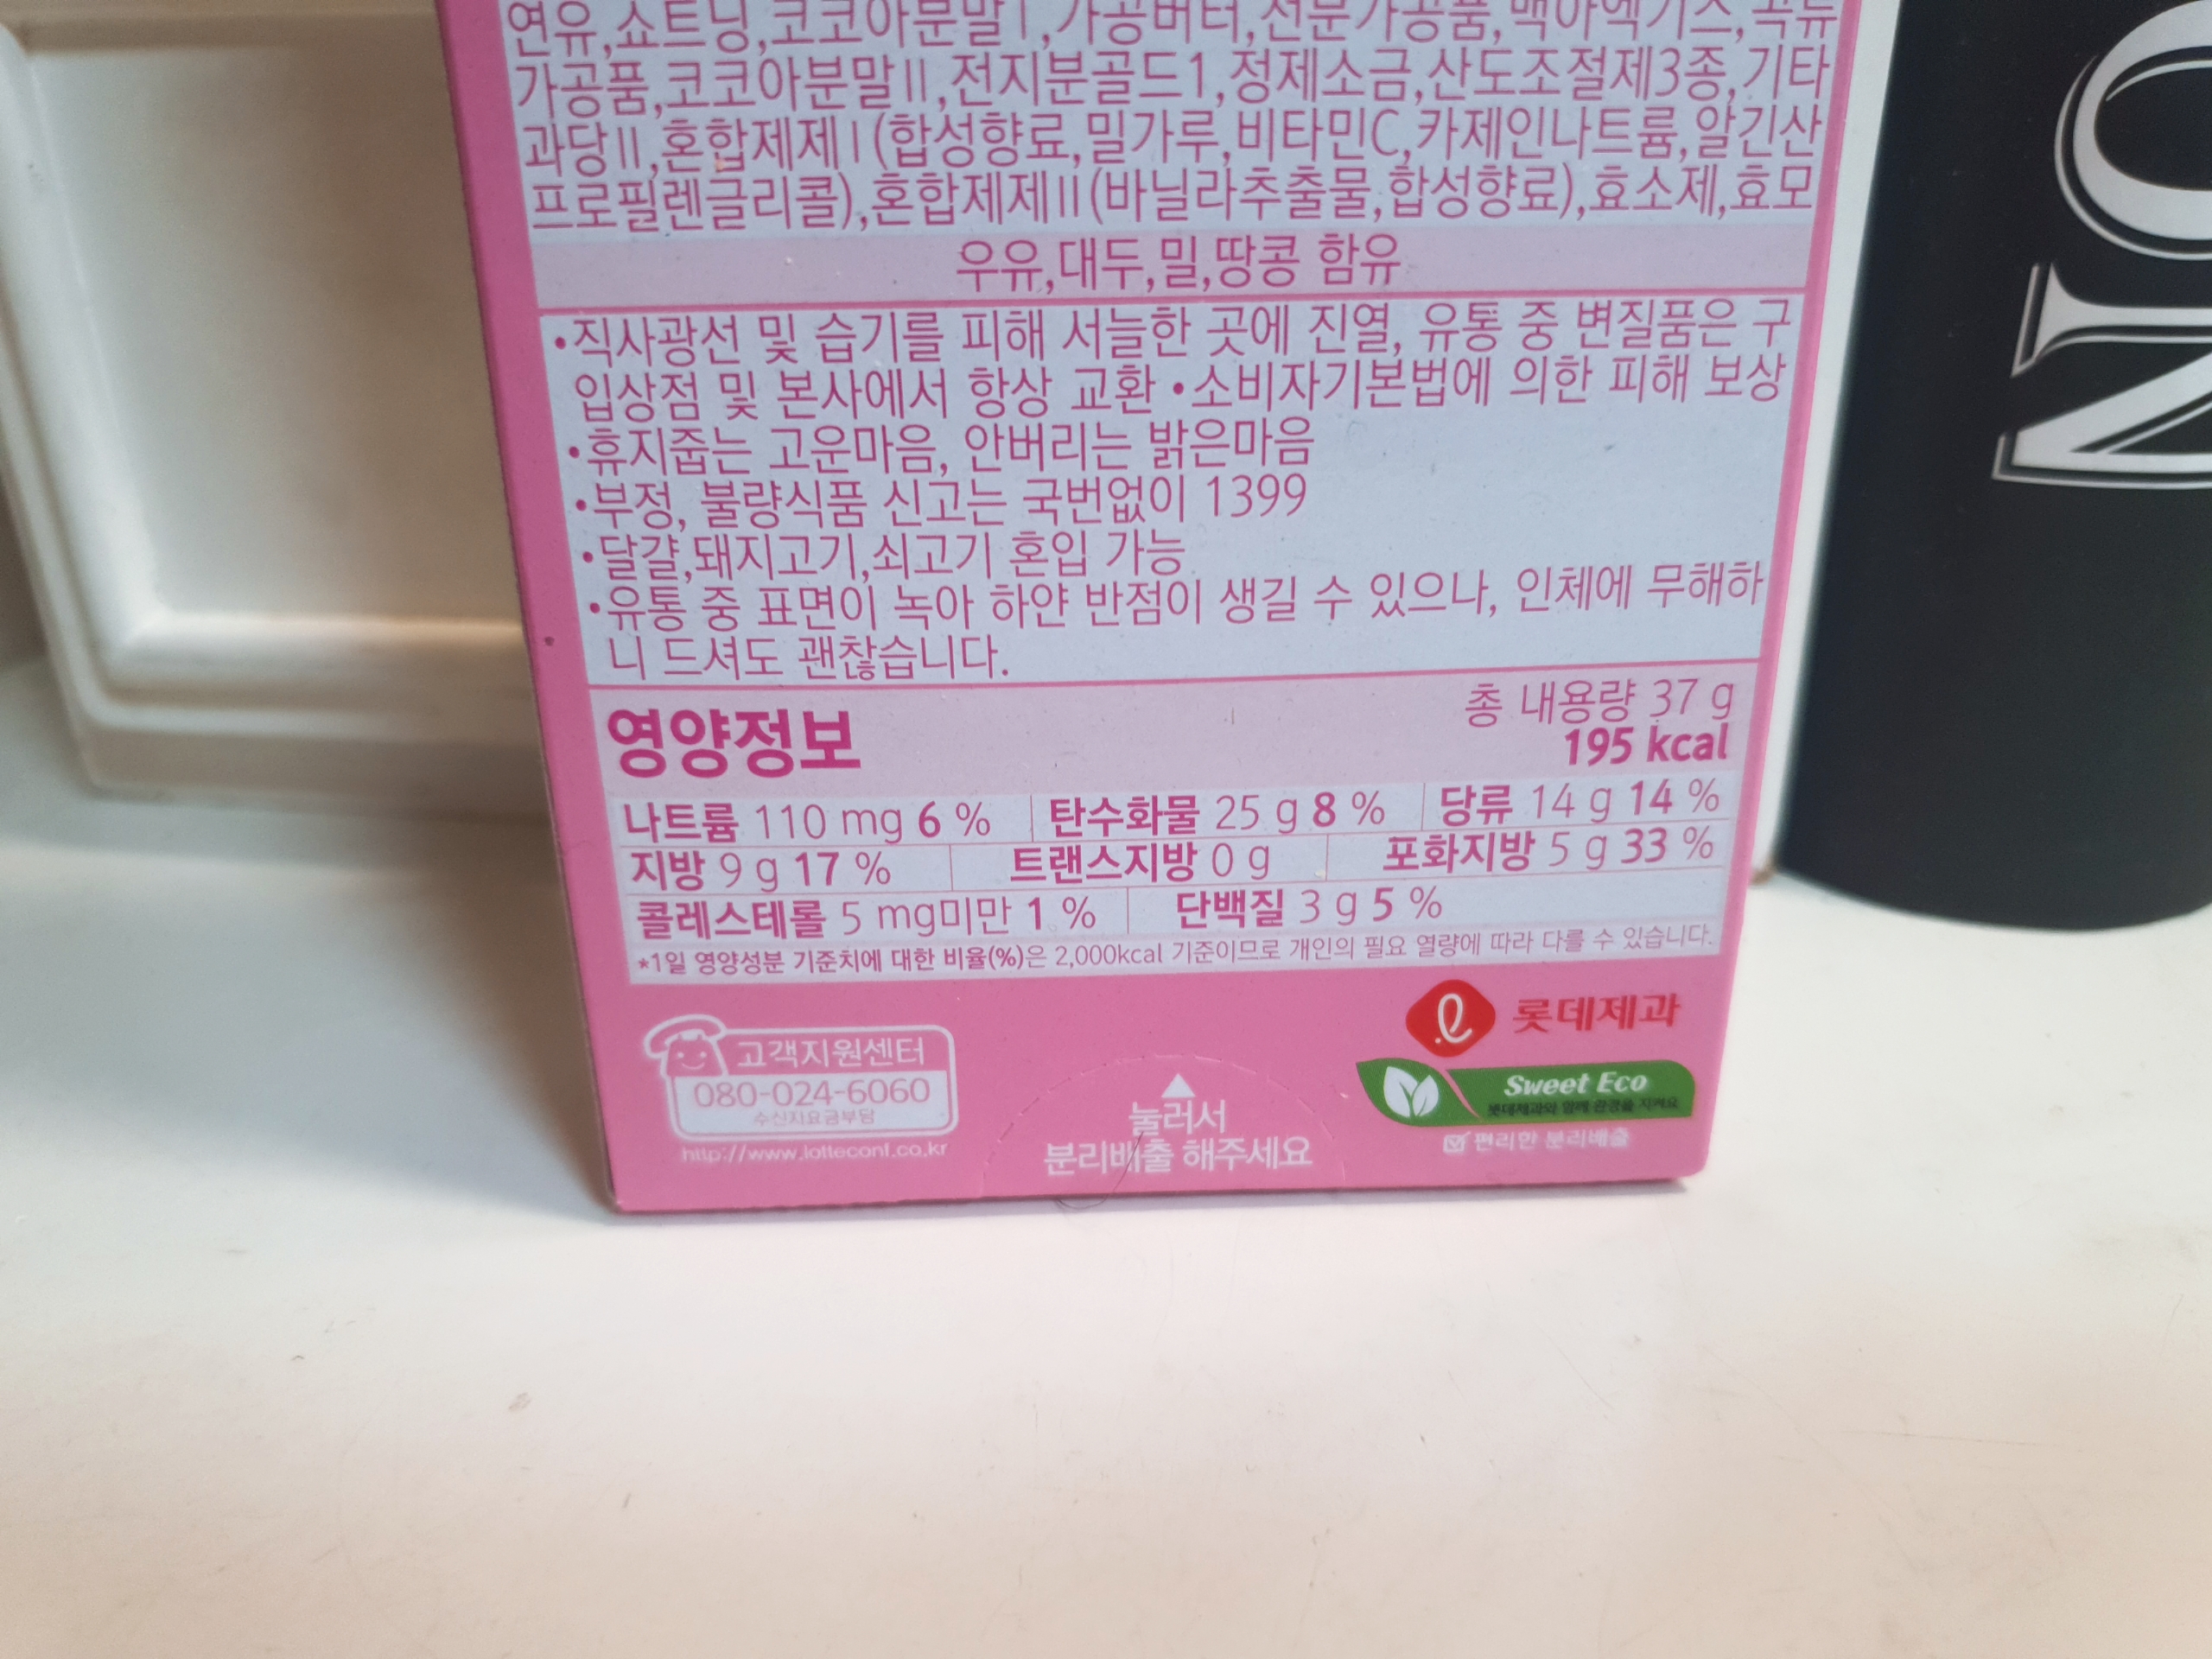 연유,쇼트닝,코코아분말Ⅰ,가공버터,전분가공품,맥아엑기스,곡류
가공품,코코아분말Ⅱ,전지분골드1,정제소금,산도조절제3종,기타
과당Ⅱ,혼합제제Ⅰ(합성향료,밀가루,비타민C,카제인나트륨,알긴산
프로필렌글리콜),혼합제제Ⅱ(바닐라추출물,합성향료),효소제,효모
우유,대두,밀,땅콩 함유
•직사광선 및 습기를 피해 서늘한 곳에 진열, 유통 중 변질품은 구
입상점 및 본사에서 항상 교환 •소비자기본법에 의한 피해 보상
•휴지줍는 고운마음, 안버리는 밝은마음
•부정, 불량식품 신고는 국번없이 1399
•달걀,돼지고기,쇠고기 혼입 가능
•유통 중 표면이 녹아 하얀 반점이 생길 수 있으나, 인체에 무해하
니 드셔도 괜찮습니다.
영양정보
총 내용량 37 g
195 kcal
나트륨 110 mg 6 % 탄수화물 25 g 8 % 당류 14 g 14 %
지방 9 g 17 % 트랜스지방 0 g 포화지방 5 g 33 %
콜레스테롤 5 mg미만 1 % 단백질 3 g 5 %
*1일 영양성분 기준치에 대한 비율(%)은 2,000kcal 기준이므로 개인의 필요 열량에 따라 다를 수 있습니다.
롯데제과
고객지원센터
080-024-6060
수신자요금부담
http://www.lotteconf.co.kr
눌러서
분리배출 해주세요
Sweet Eco
롯데제과와 함께 환경을 지켜요
편리한 분리배출
NO